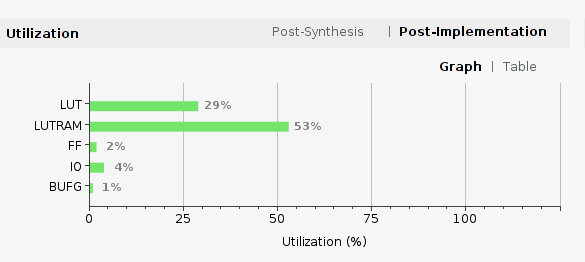 Utilization Post-Synthesis | Post-Implementation
Graph | Table
LUT 29%
LUTRAM 53%
FF 2%
IO 4%
BUFG 1%
0 25 50 75 100
Utilization (%)